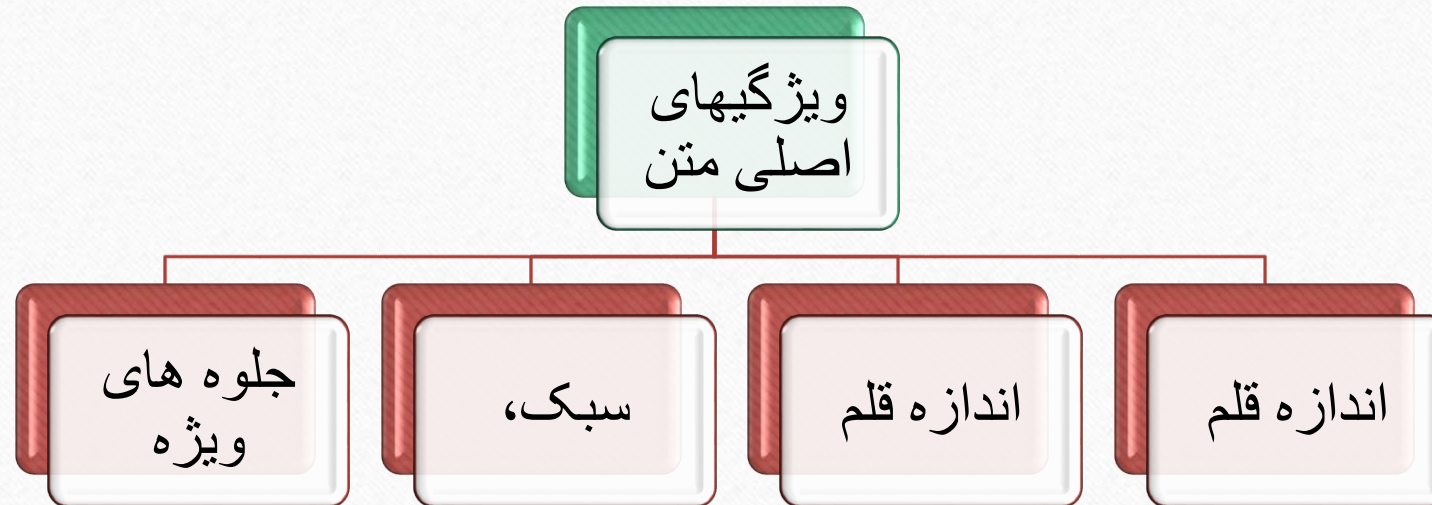 ویژگیهای
اصلی متن
اندازه قلم
اندازه قلم
سبک،
جلوه های
ویژه